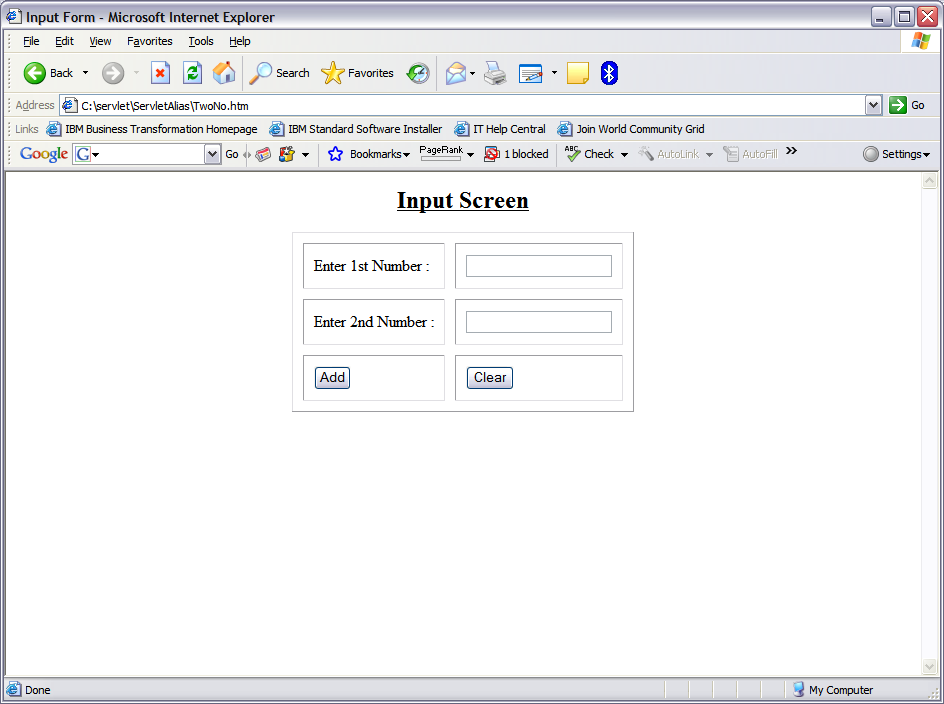 Input Form - Microsoft Internet Explorer
File Edit View Favorites Tools Help
Back Search Favorites
Address C:\servlet\ServletAlias\TwoNo.htm Go
Links IBM Business Transformation Homepage IBM Standard Software Installer IT Help Central Join World Community Grid
Google G Go Bookmarks PageRank 1 blocked ABC Check AutoLink AutoFill » Settings
Input Screen
Enter 1st Number :
Enter 2nd Number :
Add Clear
Done My Computer